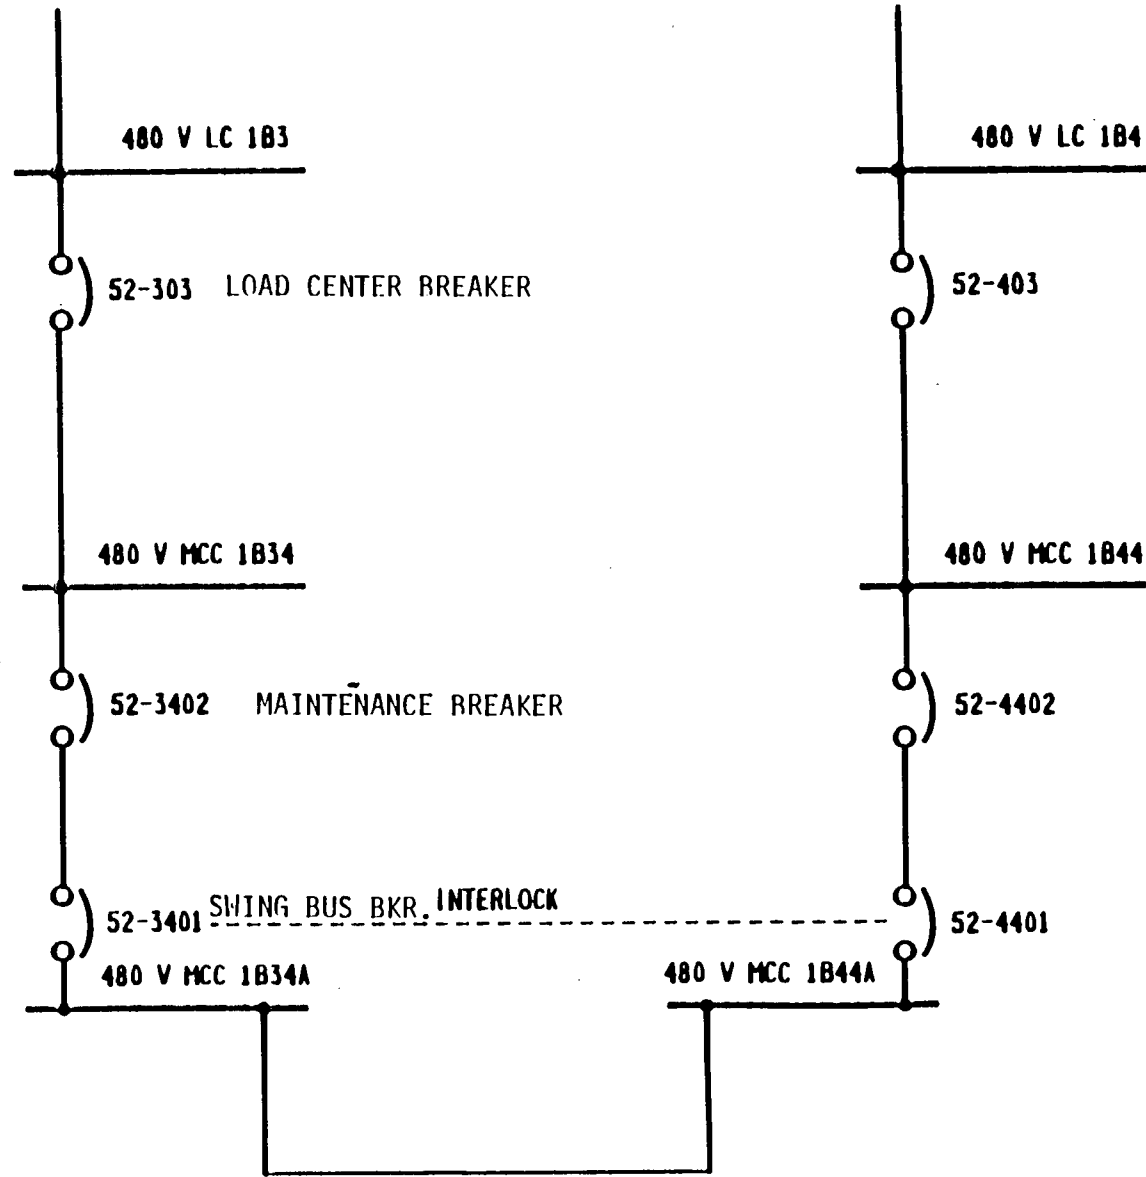 480 V LC 1B3
480 V LC 1B4
52-303 LOAD CENTER BREAKER
52-403
480 V MCC 1B34
480 V MCC 1B44
52-3402 MAINTENANCE BREAKER
52-4402
52-3401 SWING BUS BKR. INTERLOCK
52-4401
480 V MCC 1B34A
480 V MCC 1B44A